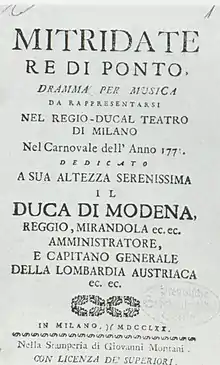 1
MITRIDATE
RE DI PONTO,
DRAMMA PER MUSICA
DA RAPPRESENTARSI
NEL REGIO-DUCAL TEATRO
DI MILANO
Nel Carnovale dell' Anno 1771.
DEDICATO
A SUA ALTEZZA SERENISSIMA
IL
DUCA DI MODENA,
REGGIO, MIRANDOLA ec. ec.
AMMINISTRATORE,
E CAPITANO GENERALE
DELLA LOMBARDIA AUSTRIACA
ec. ec.
IN MILANO, )( MDCCLXX.
Nella Stamperia di Giovanni Montani.
CON LICENZA DE' SUPERIORI.